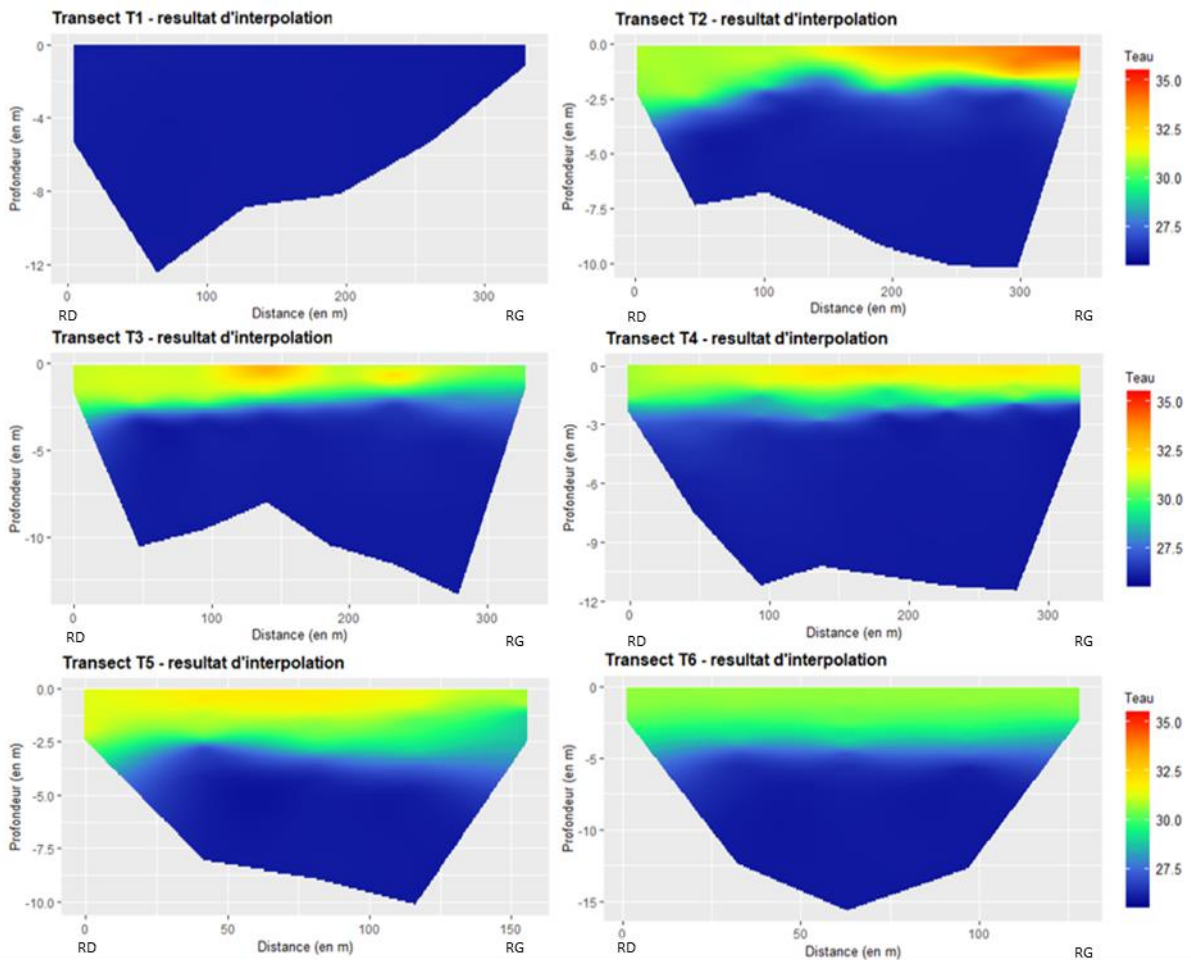 Transect T1 - resultat d'interpolation
0
-4
-8
-12
Profondeur (en m)
0 100 200 300
Distance (en m)
RD RG
Transect T2 - resultat d'interpolation
0.0
-2.5
-5.0
-7.5
-10.0
Profondeur (en m)
0 100 200 300
Distance (en m)
RD RG
Teau
35.0
32.5
30.0
27.5
Transect T3 - resultat d'interpolation
0
-5
-10
Profondeur (en m)
0 100 200 300
Distance (en m)
RD RG
Transect T4 - resultat d'interpolation
0
-3
-6
-9
-12
Profondeur (en m)
0 100 200 300
Distance (en m)
RD RG
Teau
35.0
32.5
30.0
27.5
Transect T5 - resultat d'interpolation
0.0
-2.5
-5.0
-7.5
-10.0
Profondeur (en m)
0 50 100 150
Distance (en m)
RD RG
Transect T6 - resultat d'interpolation
0
-5
-10
-15
Profondeur (en m)
0 50 100
Distance (en m)
RD RG
Teau
35.0
32.5
30.0
27.5